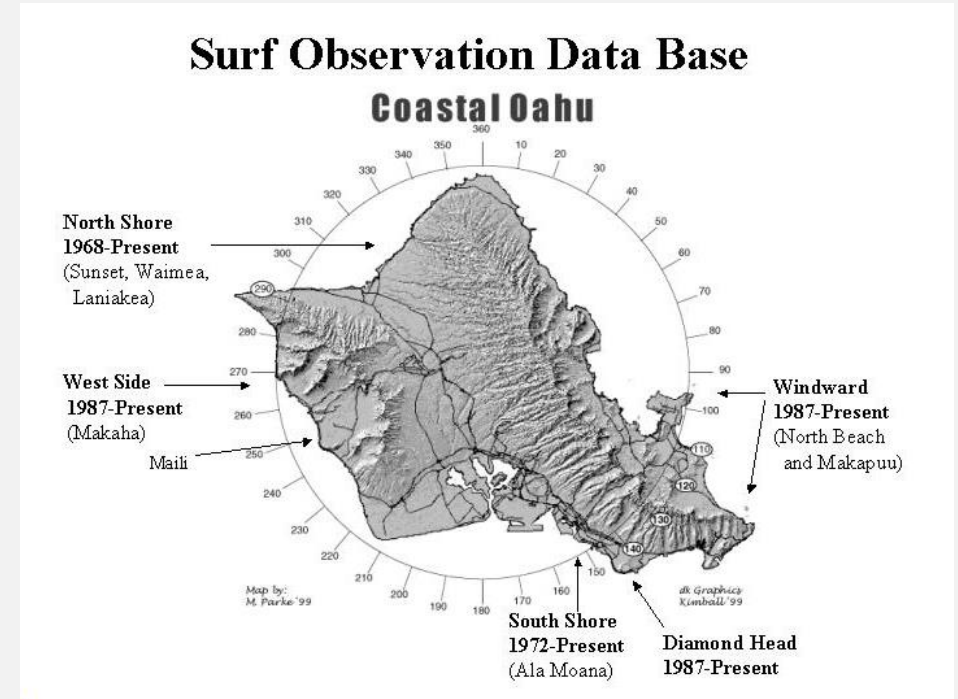 Surf Observation Data Base
Coastal Oahu
360
350
10
340
20
330
30
320
40
310
50
300
60
290
70
280
80
270
90
260
100
250
110
240
120
230
130
220
140
210
150
200
160
190
170
180
North Shore
1968-Present
(Sunset, Waimea,
Laniakea)
West Side
1987-Present
(Makaha)
Maili
Windward
1987-Present
(North Beach
and Makapuu)
Map by:
M. Parke '99
dk Graphics
Kimball '99
South Shore
1972-Present
(Ala Moana)
Diamond Head
1987-Present